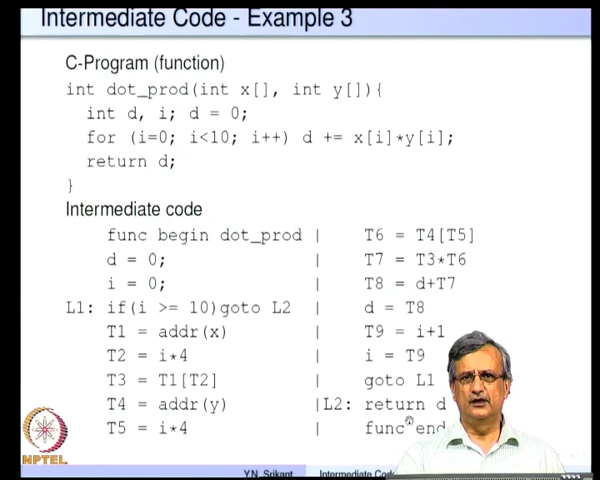 Intermediate Code - Example 3
C-Program (function)
int dot_prod(int x[], int y[]){
int d, i; d = 0;
for (i=0; i<10; i++) d += x[i]*y[i];
return d;
}
Intermediate code
func begin dot_prod | T6 = T4[T5]
d = 0; | T7 = T3*T6
i = 0; | T8 = d+T7
L1: if(i >= 10)goto L2 | d = T8
T1 = addr(x) | T9 = i+1
T2 = i*4 | i = T9
T3 = T1[T2] | goto L1
T4 = addr(y) |L2: return d
T5 = i*4 | func end
NPTEL
Y.N. Srikant Intermediate